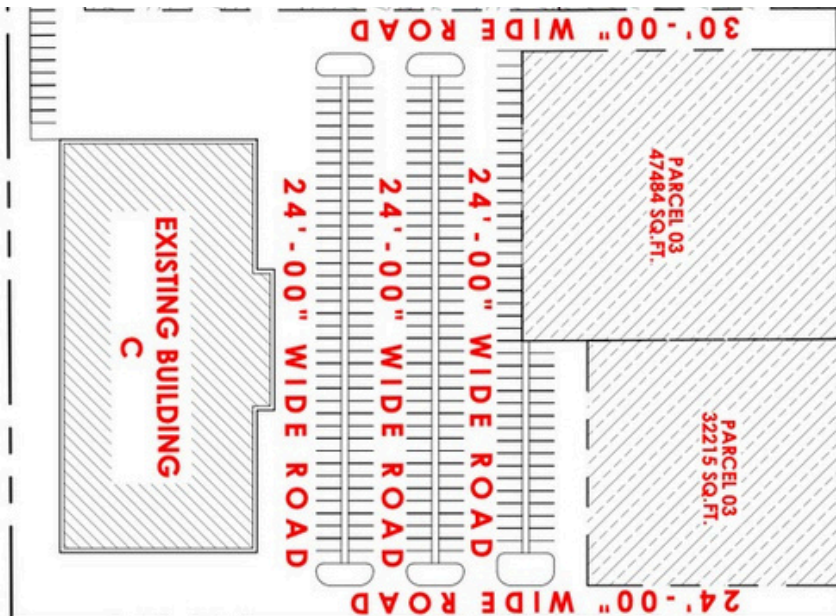 30'-00" WIDE ROAD
24'-00" WIDE ROAD
24'-00" WIDE ROAD
24'-00" WIDE ROAD
PARCEL 03
47484 SQ.FT.
EXISTING BUILDING
C
PARCEL 03
32215 SQ.FT.
24'-00" WIDE ROAD